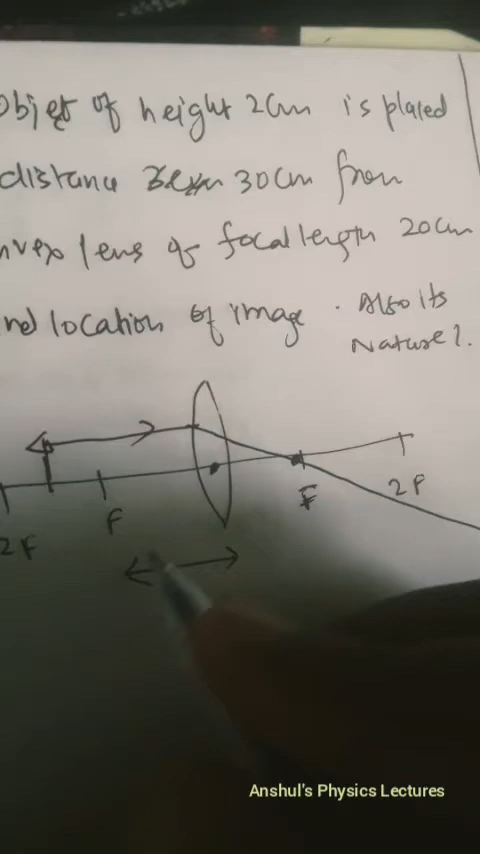 Object of height 2cm is placed
distance 30cm from
nvex lens of focal length 20cm
nd location of image. Also its
Nature?.
F
2F
F
2F
Anshul's Physics Lectures